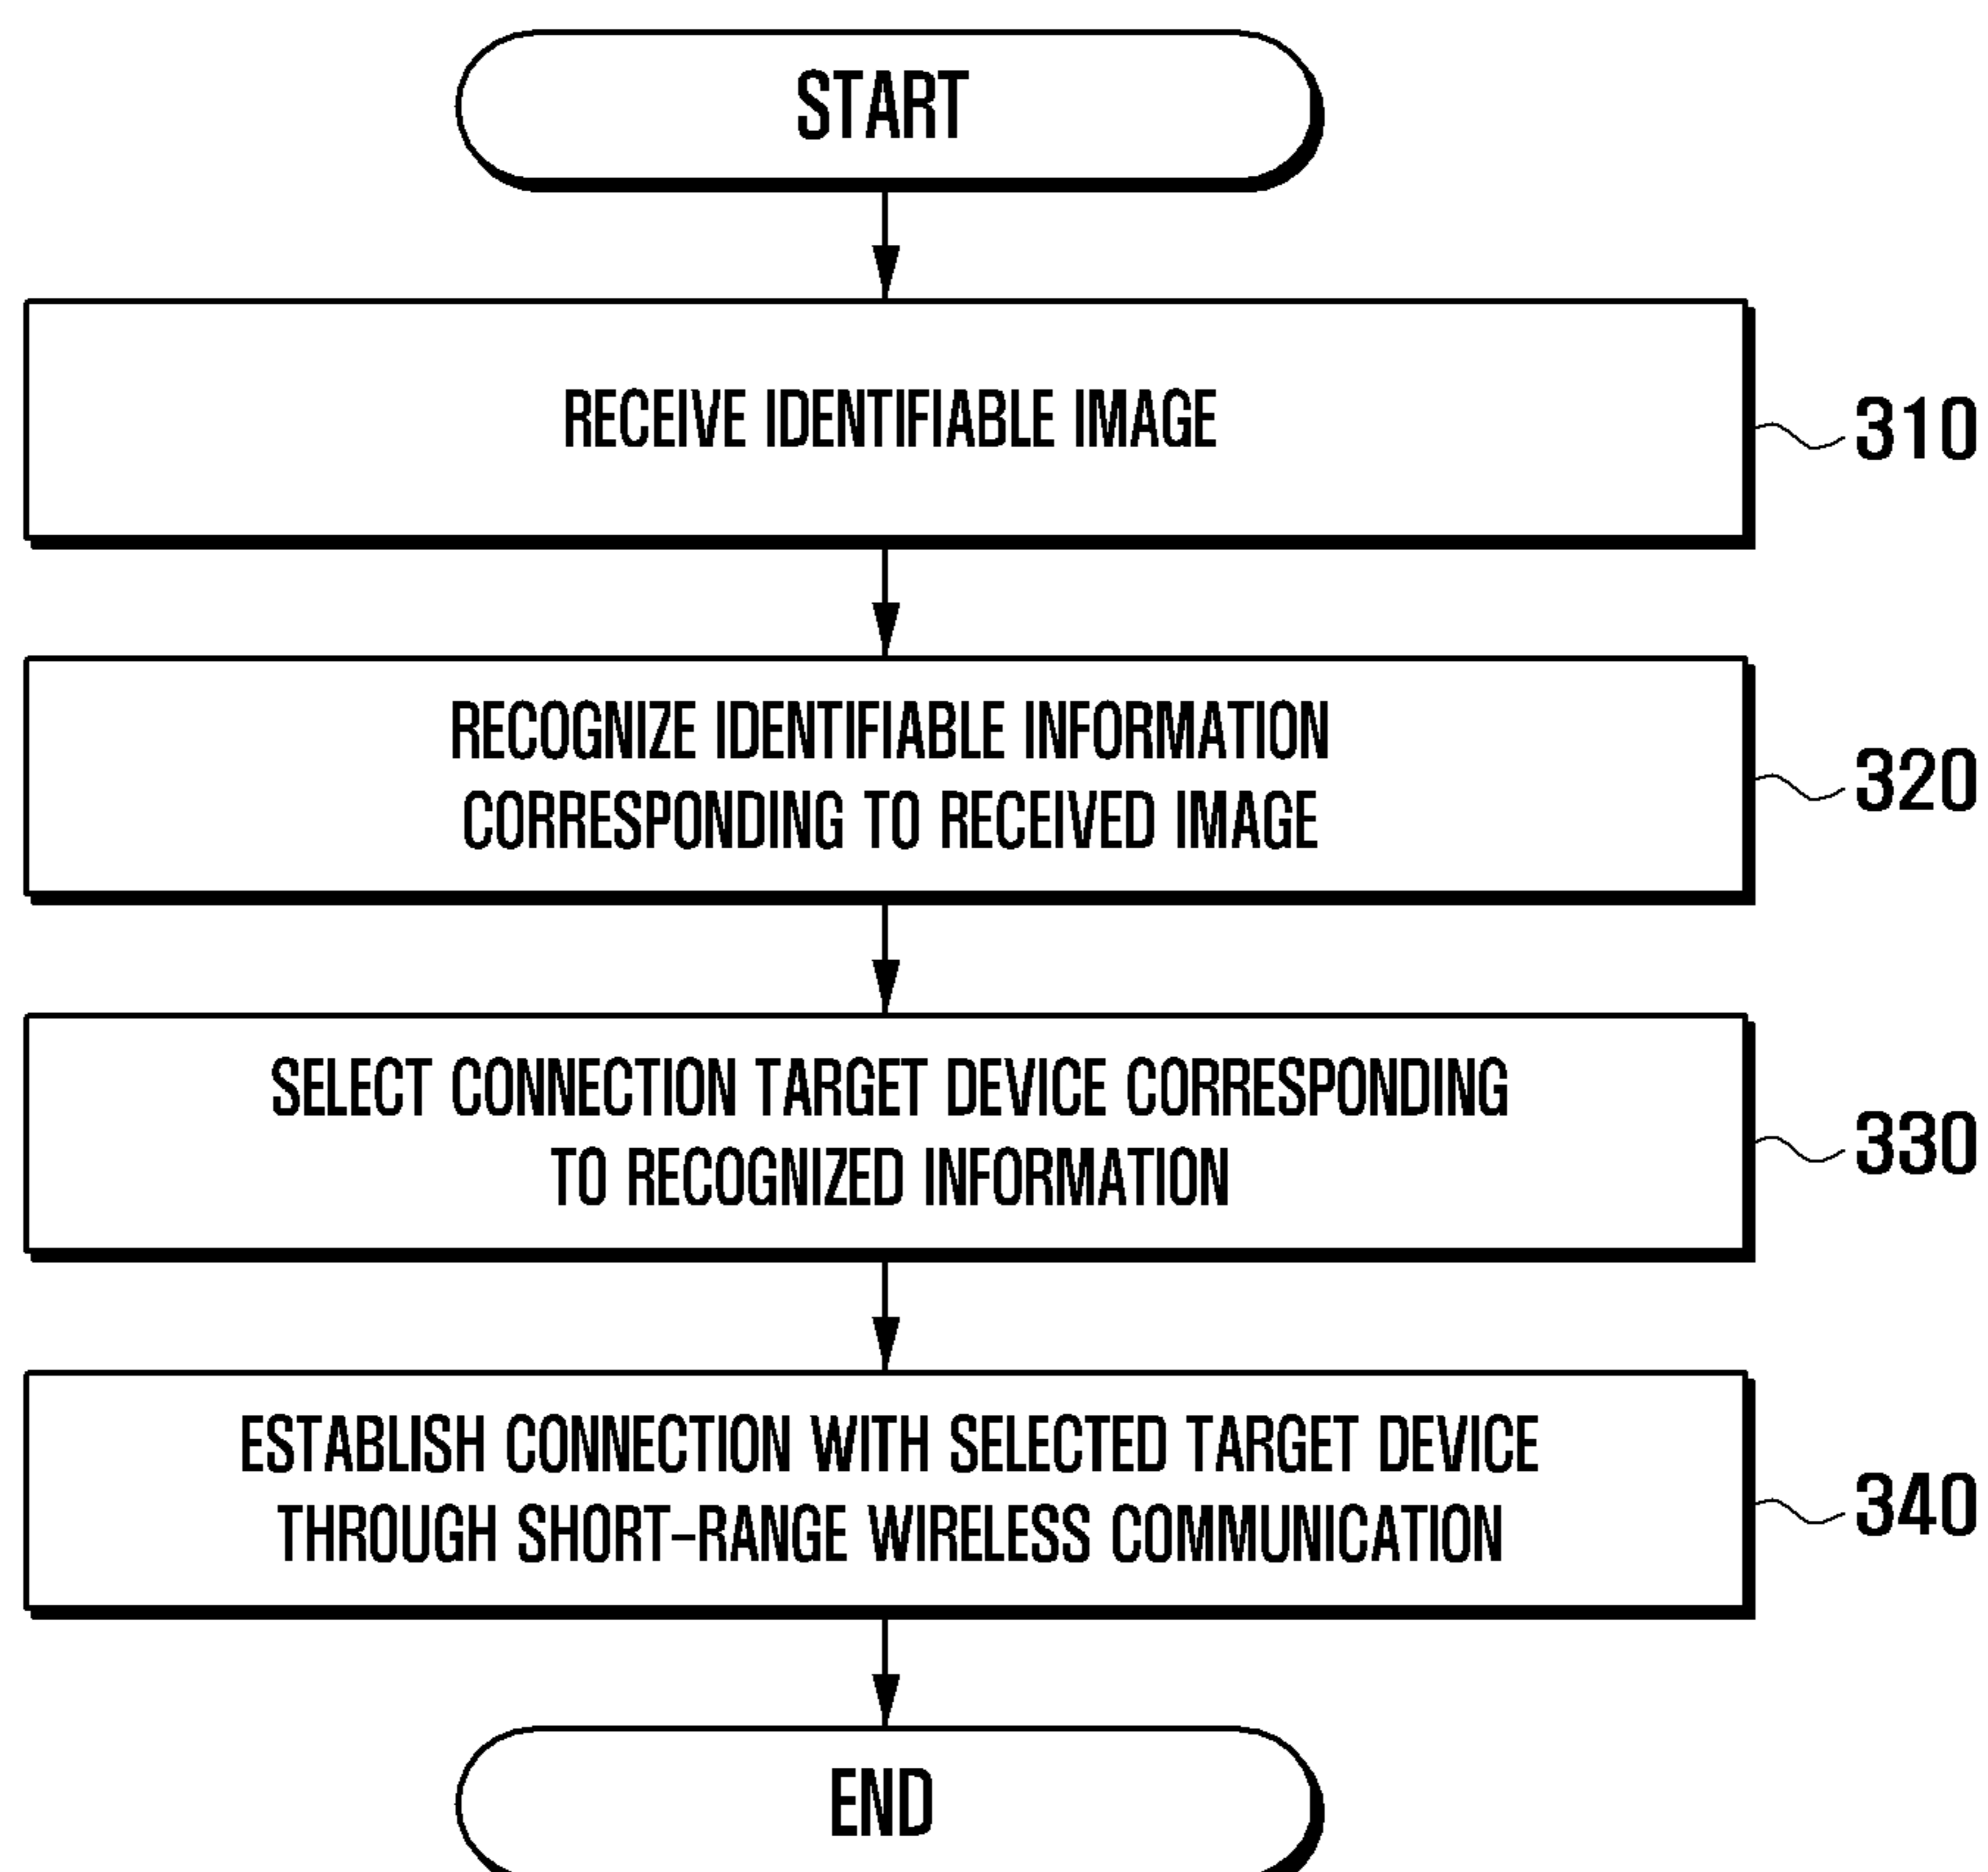 START
RECEIVE IDENTIFIABLE IMAGE
310
RECOGNIZE IDENTIFIABLE INFORMATION
CORRESPONDING TO RECEIVED IMAGE
320
SELECT CONNECTION TARGET DEVICE CORRESPONDING
TO RECOGNIZED INFORMATION
330
ESTABLISH CONNECTION WITH SELECTED TARGET DEVICE
THROUGH SHORT-RANGE WIRELESS COMMUNICATION
340
END